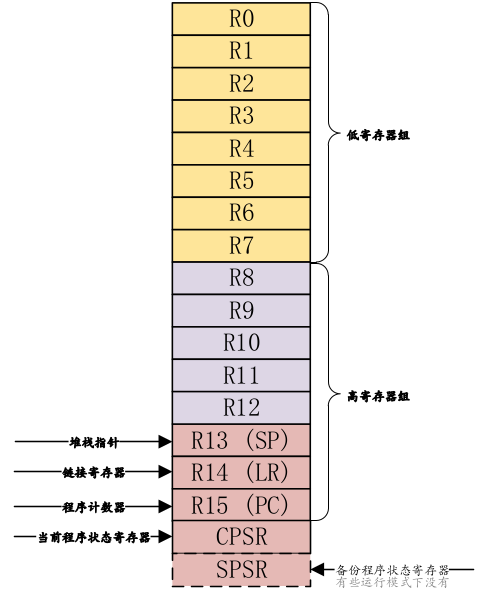 R0
R1
R2
R3
低寄存器组
R4
R5
R6
R7
R8
R9
R10
R11
高寄存器组
R12
堆栈指针 R13 (SP)
链接寄存器 R14 (LR)
程序计数器 R15 (PC)
当前程序状态寄存器 CPSR
SPSR 备份程序状态寄存器
有些运行模式下没有